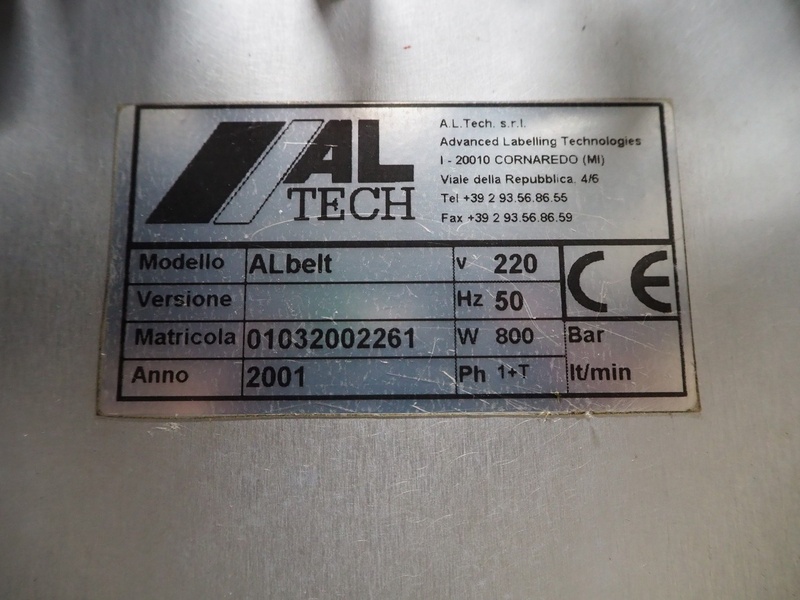 AL
TECH
A.L.Tech. s.r.l.
Advanced Labelling Technologies
I - 20010 CORNAREDO (MI)
Viale della Repubblica. 4/6
Tel +39 2 93.56.86.55
Fax +39 2 93.56.86.59
Modello ALbelt v 220
Versione Hz 50
CE
Matricola 01032002261 W 800 Bar
Anno 2001 Ph 1+T lt/min